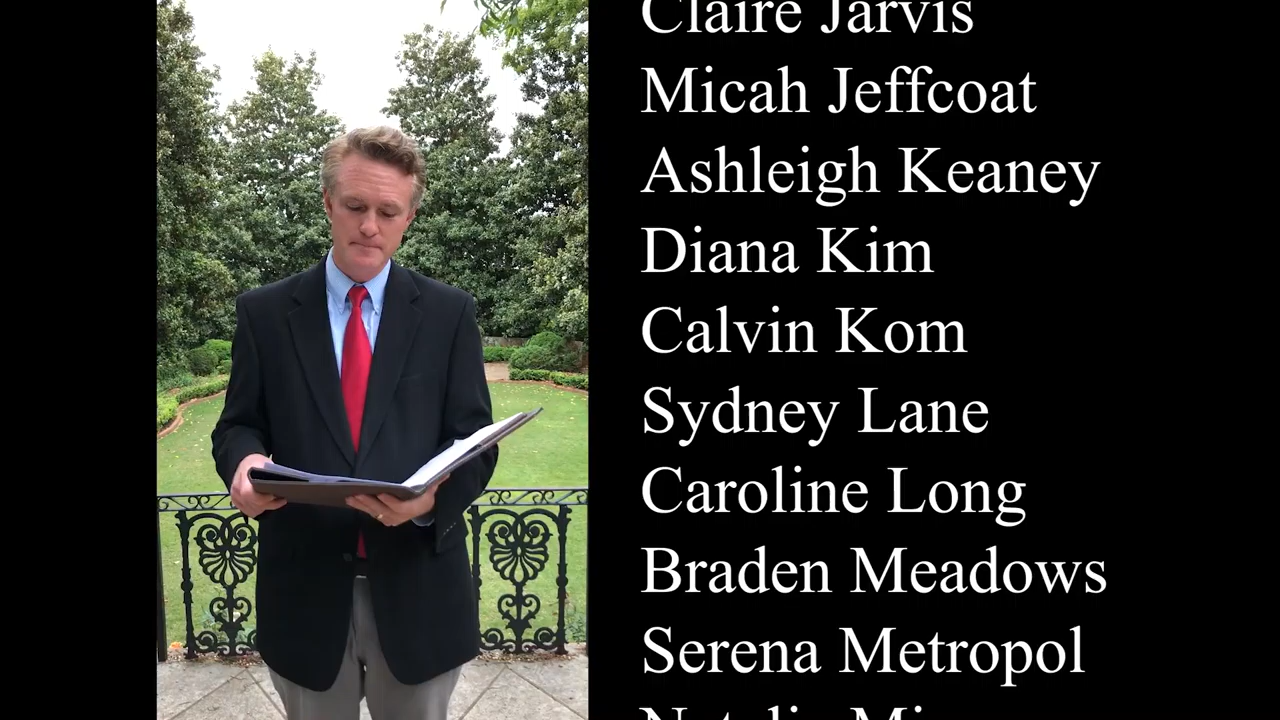 Claire Jarvis
Micah Jeffcoat
Ashleigh Keaney
Diana Kim
Calvin Kom
Sydney Lane
Caroline Long
Braden Meadows
Serena Metropol